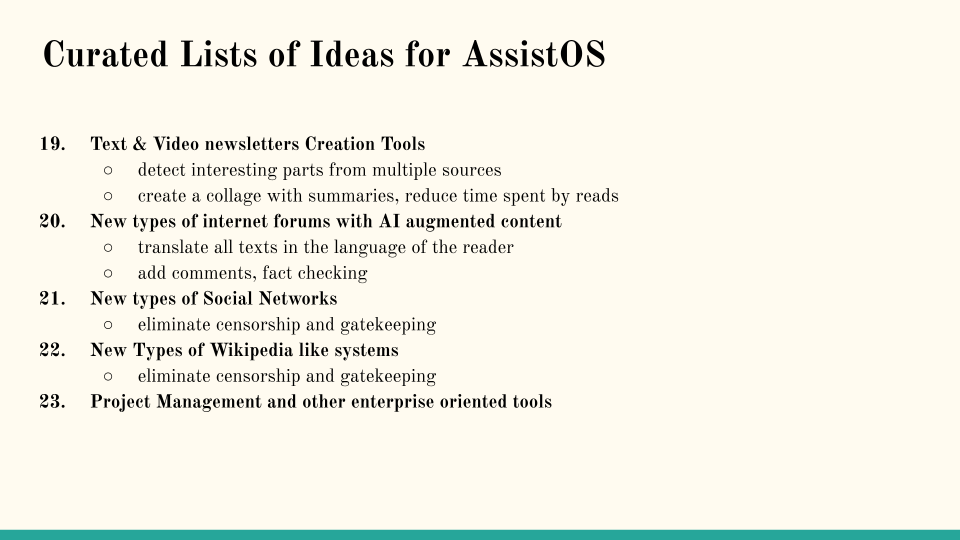 Curated Lists of Ideas for AssistOS
19. Text & Video newsletters Creation Tools
○ detect interesting parts from multiple sources
○ create a collage with summaries, reduce time spent by reads
20. New types of internet forums with AI augmented content
○ translate all texts in the language of the reader
○ add comments, fact checking
21. New types of Social Networks
○ eliminate censorship and gatekeeping
22. New Types of Wikipedia like systems
○ eliminate censorship and gatekeeping
23. Project Management and other enterprise oriented tools